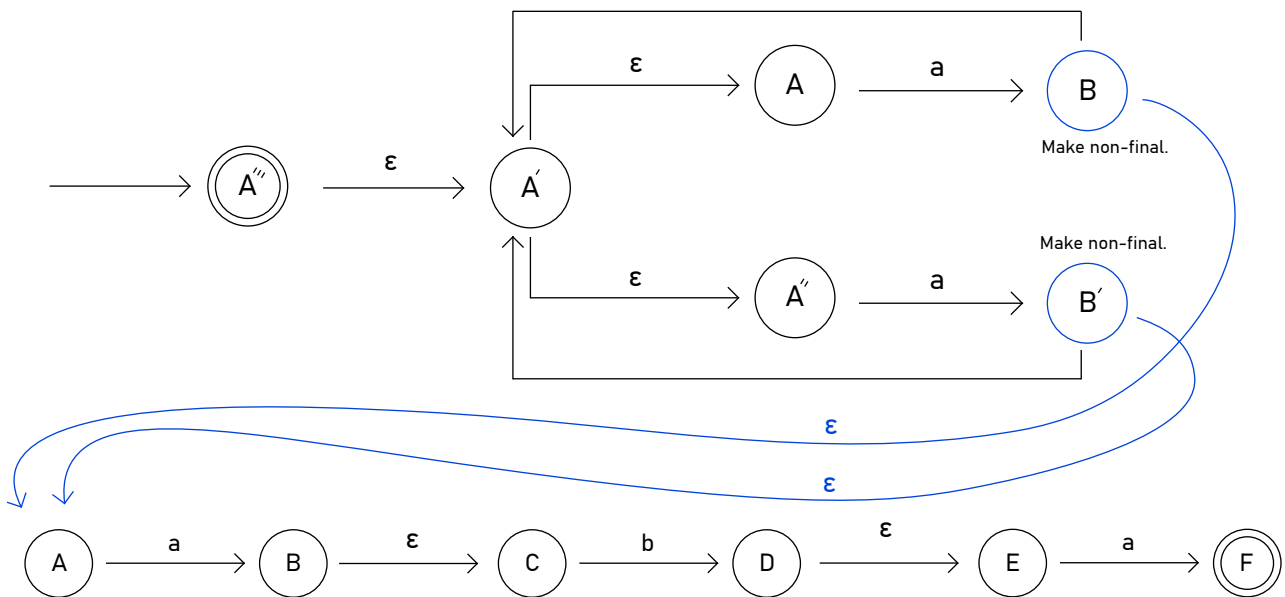 ε
A
a
B
Make non-final.
A‴
ε
A′
Make non-final.
ε
A″
a
B′
ε
ε
A
a
B
ε
C
b
D
ε
E
a
F